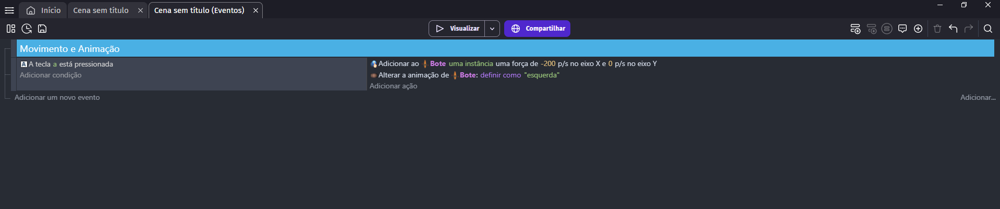 Início
Cena sem título
Cena sem título (Eventos)
Visualizar
Compartilhar
Movimento e Animação
A A tecla a está pressionada
Adicionar condição
Adicionar ao Bote uma instância uma força de -200 p/s no eixo X e 0 p/s no eixo Y
Alterar a animação de Bote: definir como "esquerda"
Adicionar ação
Adicionar um novo evento
Adicionar...